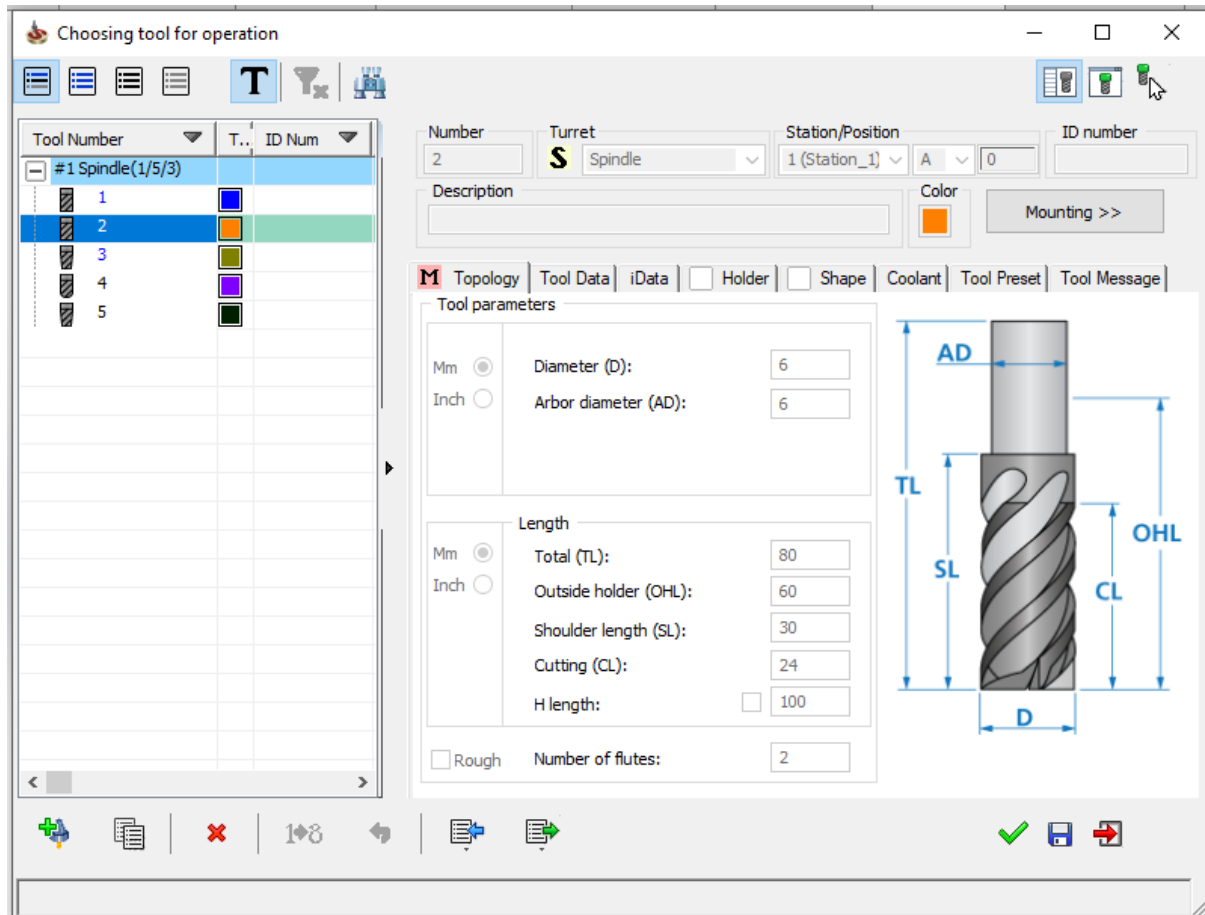 Choosing tool for operation
T
Tool Number T.. ID Num
#1 Spindle(1/5/3)
1
2
3
4
5
Number Turret Station/Position ID number
2 S Spindle 1 (Station_1) A 0
Description Color
Mounting >>
M Topology Tool Data iData Holder Shape Coolant Tool Preset Tool Message
Tool parameters
Mm Diameter (D): 6
Inch Arbor diameter (AD): 6
Length
Mm Total (TL): 80
Inch Outside holder (OHL): 60
Shoulder length (SL): 30
Cutting (CL): 24
H length: 100
Rough Number of flutes: 2
AD
TL
OHL
SL
CL
D
1➧8